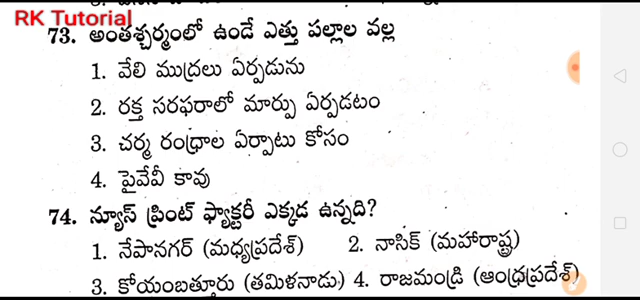 RK Tutorial
73. అంతశ్చర్మంలో ఉండే ఎత్తు పల్లాల వల్ల
1. వేలి ముద్రలు ఏర్పడును
2. రక్త సరఫరాలో మార్పు ఏర్పడటం
3. చర్మ రంధ్రాల ఏర్పాటు కోసం
4. పైవేవీ కావు
74. న్యూస్ ప్రింట్ ఫ్యాక్టరీ ఎక్కడ ఉన్నది?
1. నేపానగర్ (మధ్యప్రదేశ్) 2. నాసిక్ (మహారాష్ట్ర)
3. కోయంబత్తూరు (తమిళనాడు) 4. రాజమండ్రి (ఆంధ్రప్రదేశ్)